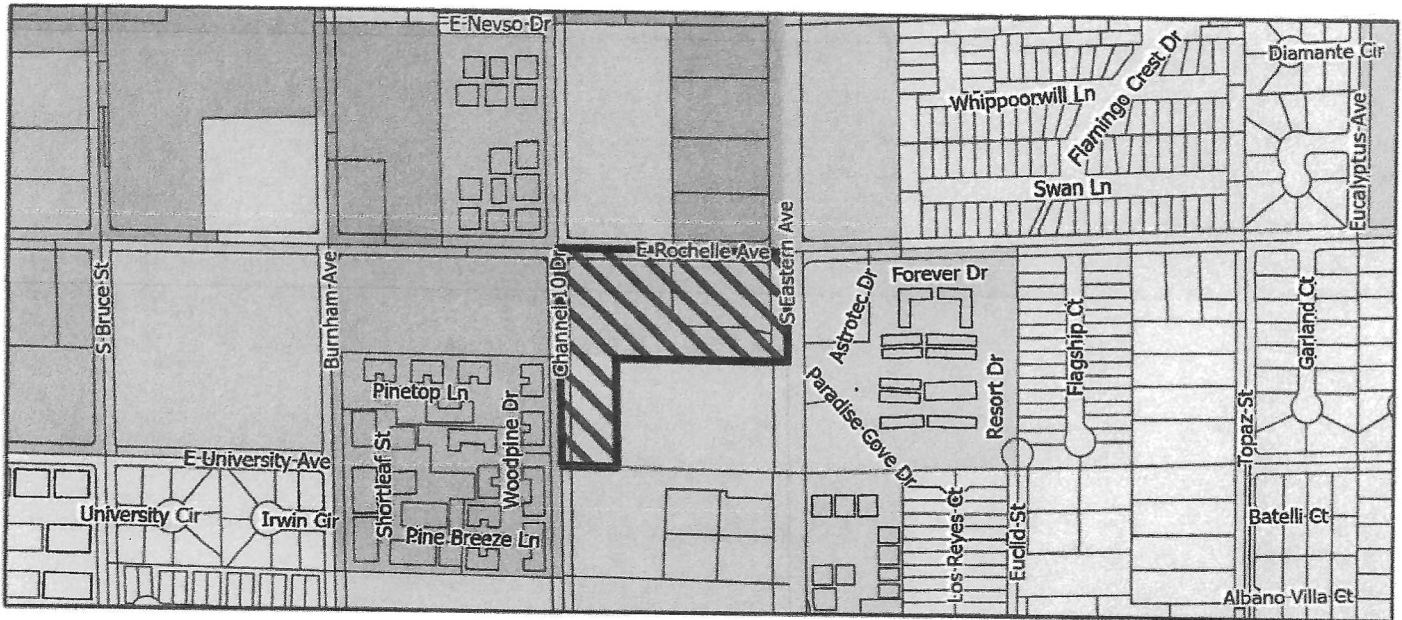 E Nevso Dr
Diamante Cir
Whippoorwill Ln
Flamingo Crest Dr
Eucalyptus Ave
Swan Ln
S Eastern Ave
E Rochelle Ave
S Bruce St
Burnham Ave
Channel 10 Dr
Astrotec Dr
Forever Dr
Flagship Ct
Garland Ct
Pinetop Ln
Woodpine Dr
Paradise Cove Dr
Resort Dr
Topaz St
E University Ave
Shortleaf St
University Cir
Irwin Cir
Pine Breeze Ln
Los Reyes Ct
Euclid St
Batelli Ct
Albano Villa Ct